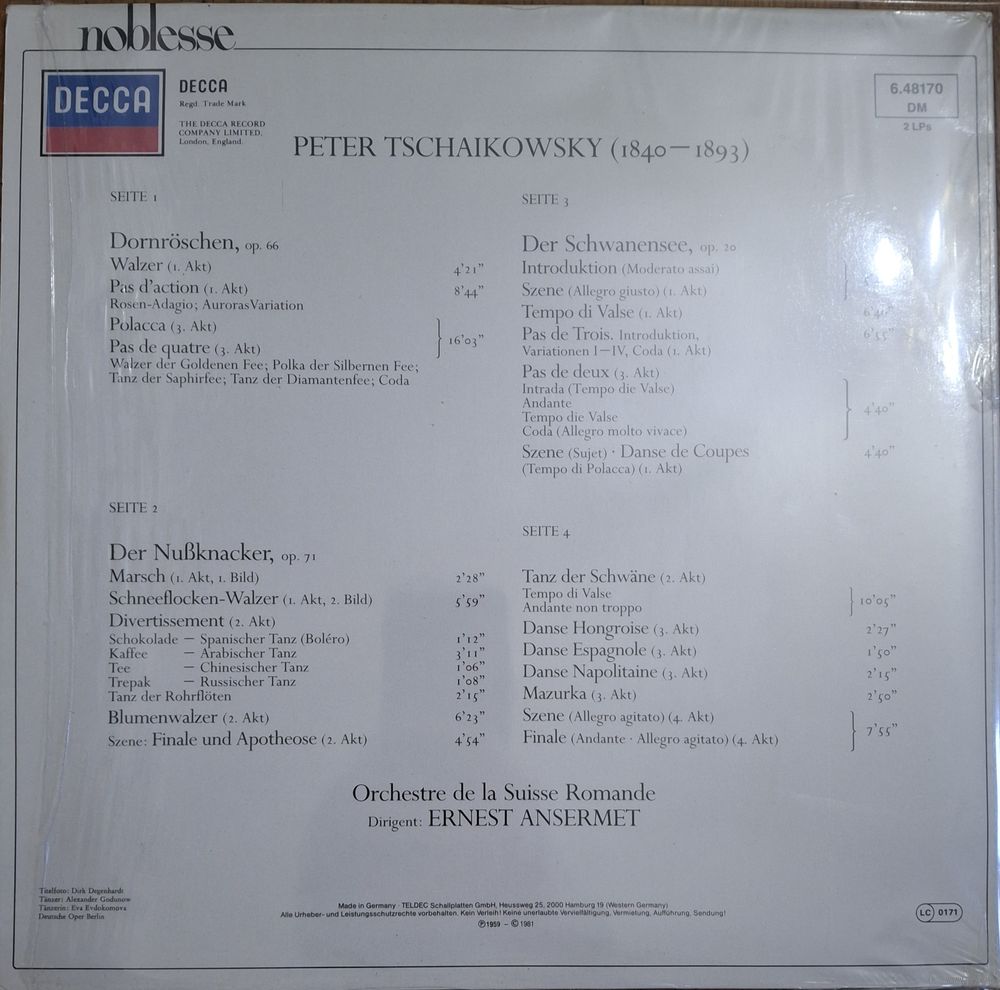 noblesse
DECCA
DECCA
Regd. Trade Mark
THE DECCA RECORD
COMPANY LIMITED,
London, England.
6.48170
DM
2 LPs
PETER TSCHAIKOWSKY (1840—1893)
SEITE 1
Dornröschen, op. 66
Walzer (1. Akt) 4'21"
Pas d'action (1. Akt) 8'44"
Rosen-Adagio; Auroras Variation
Polacca (3. Akt)
Pas de quatre (3. Akt) 16'03"
Walzer der Goldenen Fee; Polka der Silbernen Fee;
Tanz der Saphirfee; Tanz der Diamantenfee; Coda
SEITE 2
Der Nußknacker, op. 71
Marsch (1. Akt, 1. Bild) 2'28"
Schneeflocken-Walzer (1. Akt, 2. Bild) 5'59"
Divertissement (2. Akt)
Schokolade — Spanischer Tanz (Boléro) 1'12"
Kaffee — Arabischer Tanz 3'11"
Tee — Chinesischer Tanz 1'06"
Trepak — Russischer Tanz 1'08"
Tanz der Rohrflöten 2'15"
Blumenwalzer (2. Akt) 6'23"
Szene: Finale und Apotheose (2. Akt) 4'54"
SEITE 3
Der Schwanensee, op. 20
Introduktion (Moderato assai)
Szene (Allegro giusto) (1. Akt)
Tempo di Valse (1. Akt)
Pas de Trois. Introduktion, 6'55"
Variationen I—IV, Coda (1. Akt)
Pas de deux (3. Akt)
Intrada (Tempo die Valse)
Andante 4'40"
Tempo die Valse
Coda (Allegro molto vivace)
Szene (Sujet) · Danse de Coupes 4'40"
(Tempo di Polacca) (1. Akt)
SEITE 4
Tanz der Schwäne (2. Akt)
Tempo di Valse 10'05"
Andante non troppo
Danse Hongroise (3. Akt) 2'27"
Danse Espagnole (3. Akt) 1'50"
Danse Napolitaine (3. Akt) 2'15"
Mazurka (3. Akt) 2'50"
Szene (Allegro agitato) (4. Akt) 7'55"
Finale (Andante · Allegro agitato) (4. Akt)
Orchestre de la Suisse Romande
Dirigent: ERNEST ANSERMET
Titelfoto: Dirk Degenhardt
Tänzer: Alexander Godunow
Tänzerin: Eva Evdokomova
Deutsche Oper Berlin
Made in Germany · TELDEC Schallplatten GmbH, Heussweg 25, 2000 Hamburg 19 (Western Germany)
Alle Urheber- und Leistungsschutzrechte vorbehalten. Kein Verleih! Keine unerlaubte Vervielfältigung, Vermietung, Aufführung, Sendung!
Ⓟ1959 – © 1981
LC 0171